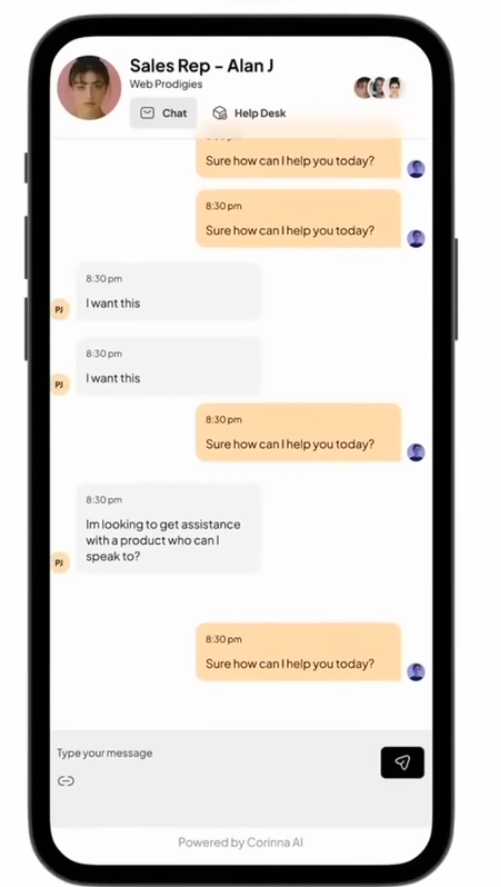 Sales Rep - Alan J
Web Prodigies
Chat
Help Desk
Sure how can I help you today?
8:30 pm
Sure how can I help you today?
8:30 pm
I want this
PJ
8:30 pm
I want this
PJ
8:30 pm
Sure how can I help you today?
8:30 pm
Im looking to get assistance
with a product who can I
speak to?
PJ
8:30 pm
Sure how can I help you today?
Type your message
Powered by Corinna AI